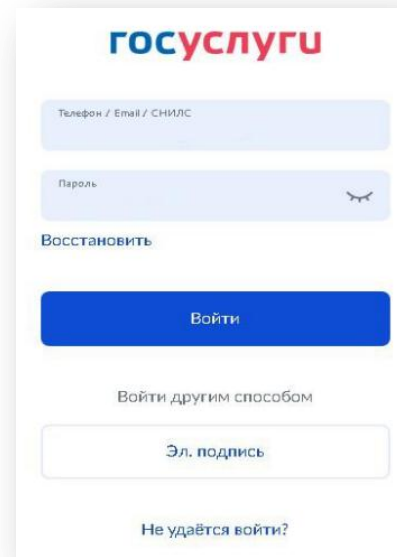 госуслуги
Телефон / Email / СНИЛС
Пароль
Восстановить
Войти
Войти другим способом
Эл. подпись
Не удаётся войти?